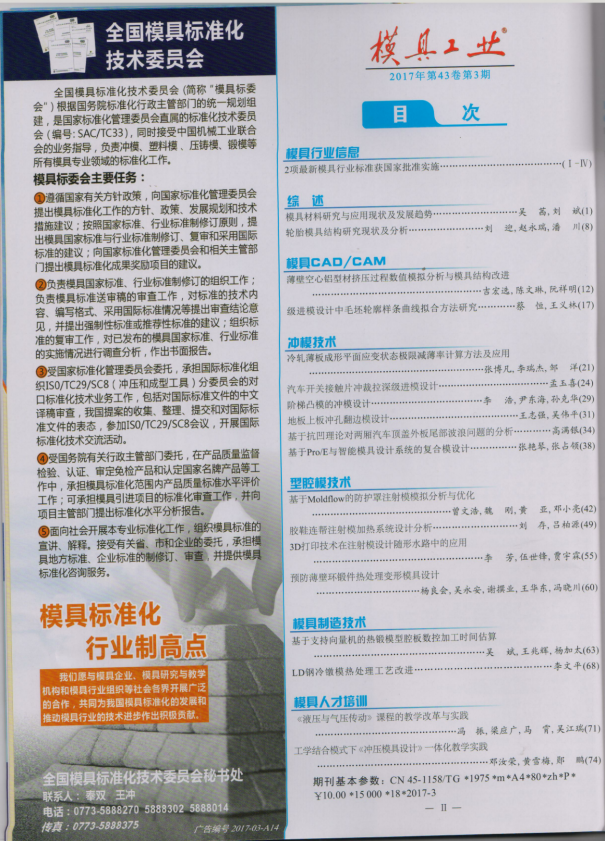 全国模具标准化
技术委员会
全国模具标准化技术委员会(简称“模具标委
会”)根据国务院标准化行政主管部门的统一规划组
建，是国家标准化管理委员会直属的标准化技术委员
会(编号: SAC/TC33)，同时接受中国机械工业联合
会的业务指导，负责冲模、塑料模、压铸模、锻模等
所有模具专业领域的标准化工作。
模具标委会主要任务：
①遵循国家有关方针政策，向国家标准化管理委员会
提出模具标准化工作的方针、政策、发展规划和技术
措施建议；按照国家标准、行业标准制修订原则，提
出模具国家标准与行业标准制修订、复审和采用国际
标准的建议；向国家标准化管理委员会和相关主管部
门提出模具标准化成果奖励项目的建议。
②负责模具国家标准、行业标准制修订的组织工作；
负责模具标准送审稿的审查工作，对标准的技术内
容、编写格式、采用国际标准情况等提出审查结论意
见，并提出强制性标准或推荐性标准的建议；组织标
准的复审工作，对已发布的模具国家标准、行业标准
的实施情况进行调查分析，作出书面报告。
③受国家标准化管理委员会委托，承担国际标准化组
织ISO/TC29/SC8（冲压和成型工具）分委员会的对
口标准化技术业务工作，包括对国际标准文件的中文
译稿审查，我国提案的收集、整理、提交和对国际标
准文件的表态，参加ISO/TC29/SC8会议，开展国际
标准化技术交流活动。
④受国务院有关行政主管部门委托，在产品质量监督
检验、认证、审定免检产品和认定国家名牌产品等工
作中，承担模具标准化范围内产品质量标准水平评价
工作；可承担模具引进项目的标准化审查工作，并向
项目主管部门提出标准化水平分析报告。
⑤面向社会开展本专业标准化工作，组织模具标准的
宣讲、解释。接受有关省、市和企业的委托，承担模
具地方标准、企业标准的制修订、审查，并提供模具
标准化咨询服务。
模具标准化
行业制高点
我们愿与模具企业、模具研究与教学
机构和模具行业组织等社会各界开展广泛
的合作，共同为我国模具标准化的发展和
推动模具行业的技术进步作出积极贡献。
全国模具标准化技术委员会秘书处
联系人：覃双 王冲
电话：0773-5888270 5888302 5888014
传真：0773-5888375
广告编号 2017-03-A14
模具工业®
2017年第43卷第3期
目 次
模具行业信息
2项最新模具行业标准获国家批准实施……(Ⅰ-Ⅳ)
综 述
模具材料研究与应用现状及发展趋势……吴 茜,刘 斌(1)
轮胎模具结构研究现状及分析……刘 迎,赵永瑞,潘 川(8)
模具CAD/CAM
薄壁空心铝型材挤压过程数值模拟分析与模具结构改进
……吉宏选,陈文琳,阮祥明(12)
级进模设计中毛坯轮廓样条曲线拟合方法研究……蔡 恒,王义林(17)
冲模技术
冷轧薄板成形平面应变状态极限减薄率计算方法及应用
……张博凡,李瑞杰,邹 洋(21)
汽车开关接触片冲裁拉深级进模设计……孟玉喜(24)
阶梯凸模的冲模设计……李 浩,尹东海,孙克华(29)
地板上板冲孔翻边模设计……王志强,吴伟平(31)
基于抗凹理论对两厢汽车顶盖外板尾部波浪问题的分析……高满银(34)
基于Pro/E与智能模具设计系统的复合模设计……张艳琴,张占领(38)
型腔模技术
基于Moldflow的防护罩注射模模拟分析与优化
……曾文浩,魏 刚,黄 亚,邓小亮(42)
胶鞋连帮注射模加热系统设计分析……刘 存,吕柏源(49)
3D打印技术在注射模设计随形水路中的应用
……李 芳,伍世锋,贾宇霖(55)
预防薄壁环锻件热处理变形模具设计
……杨良会,吴永安,谢撰业,王华东,冯晓川(60)
模具制造技术
基于支持向量机的热锻模型腔板数控加工时间估算
……吴 斌,王兆辉,杨加太(63)
LD钢冷镦模热处理工艺改进……李文平(68)
模具人才培训
《液压与气压传动》课程的教学改革与实践
……冯 振,梁应广,马 胥,吴江瑞(71)
工学结合模式下《冲压模具设计》一体化教学实践
……邓汝荣,黄雪梅,郎 鹏(74)
期刊基本参数：CN 45-1158/TG *1975 *m*A4*80*zh*P*
¥10.00 *15 000 *18*2017-3
— Ⅱ —